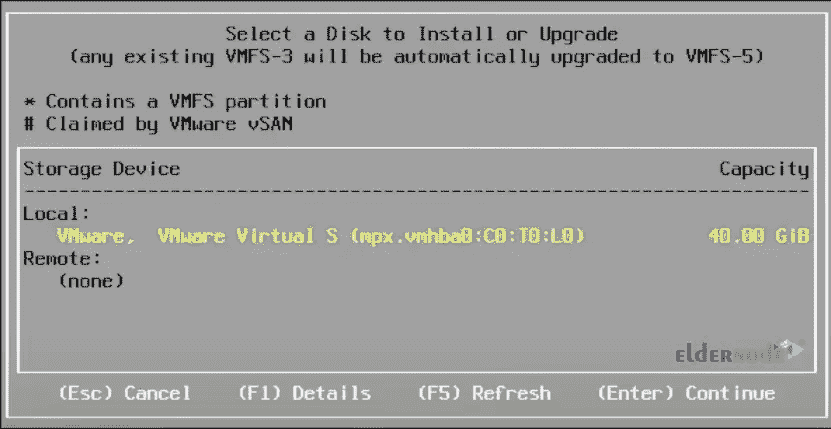 Select a Disk to Install or Upgrade
(any existing VMFS-3 will be automatically upgraded to VMFS-5)
* Contains a VMFS partition
# Claimed by VMware vSAN
Storage Device Capacity
--------------------------------------------------------------------------------
Local:
VMware, VMware Virtual S (mpx.vmhba0:C0:T0:L0) 40.00 GiB
Remote:
(none)
(Esc) Cancel (F1) Details (F5) Refresh (Enter) Continue